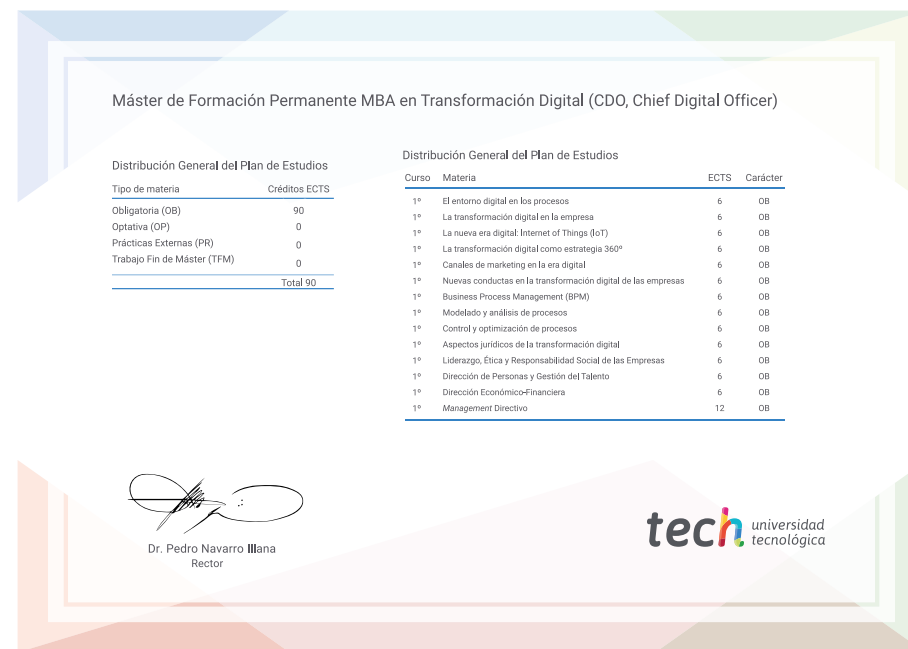 Máster de Formación Permanente MBA en Transformación Digital (CDO, Chief Digital Officer)
Distribución General del Plan de Estudios
Tipo de materia Créditos ECTS
Obligatoria (OB) 90
Optativa (OP) 0
Prácticas Externas (PR) 0
Trabajo Fin de Máster (TFM) 0
Total 90
Distribución General del Plan de Estudios
Curso Materia ECTS Carácter
1º El entorno digital en los procesos 6 OB
1º La transformación digital en la empresa 6 OB
1º La nueva era digital: Internet of Things (IoT) 6 OB
1º La transformación digital como estrategia 360º 6 OB
1º Canales de marketing en la era digital 6 OB
1º Nuevas conductas en la transformación digital de las empresas 6 OB
1º Business Process Management (BPM) 6 OB
1º Modelado y análisis de procesos 6 OB
1º Control y optimización de procesos 6 OB
1º Aspectos jurídicos de la transformación digital 6 OB
1º Liderazgo, Ética y Responsabilidad Social de las Empresas 6 OB
1º Dirección de Personas y Gestión del Talento 6 OB
1º Dirección Económico-Financiera 6 OB
1º Management Directivo 12 OB
Dr. Pedro Navarro Illana
Rector
tech universidad
tecnológica